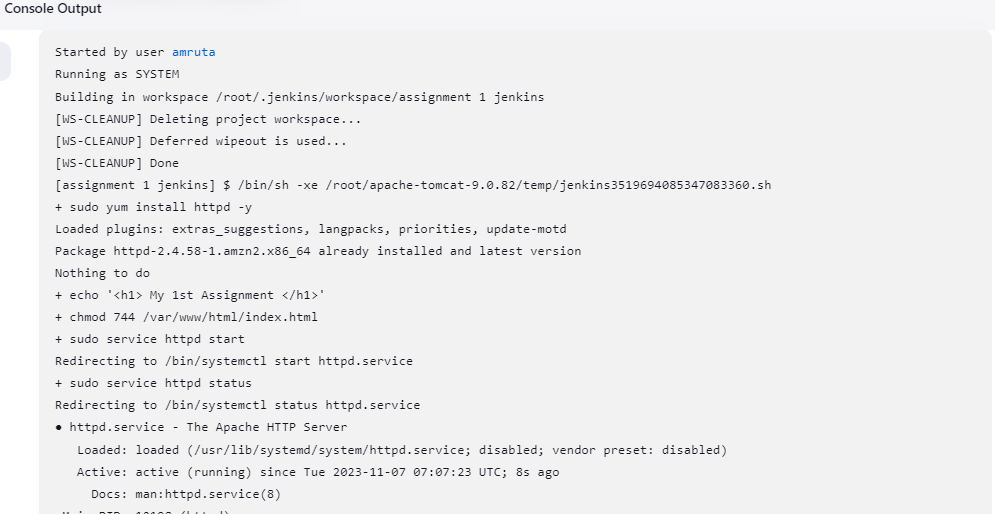 Console Output
Started by user amruta
Running as SYSTEM
Building in workspace /root/.jenkins/workspace/assignment 1 jenkins
[WS-CLEANUP] Deleting project workspace...
[WS-CLEANUP] Deferred wipeout is used...
[WS-CLEANUP] Done
[assignment 1 jenkins] $ /bin/sh -xe /root/apache-tomcat-9.0.82/temp/jenkins3519694085347083360.sh
+ sudo yum install httpd -y
Loaded plugins: extras_suggestions, langpacks, priorities, update-motd
Package httpd-2.4.58-1.amzn2.x86_64 already installed and latest version
Nothing to do
+ echo '<h1> My 1st Assignment </h1>'
+ chmod 744 /var/www/html/index.html
+ sudo service httpd start
Redirecting to /bin/systemctl start httpd.service
+ sudo service httpd status
Redirecting to /bin/systemctl status httpd.service
● httpd.service - The Apache HTTP Server
Loaded: loaded (/usr/lib/systemd/system/httpd.service; disabled; vendor preset: disabled)
Active: active (running) since Tue 2023-11-07 07:07:23 UTC; 8s ago
Docs: man:httpd.service(8)